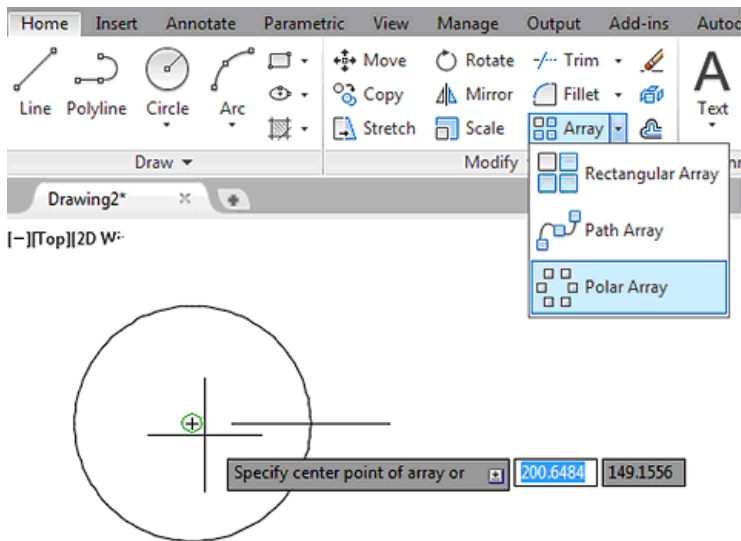 Home Insert Annotate Parametric View Manage Output Add-ins Autod
Move Rotate Trim
Copy Mirror Fillet
Line Polyline Circle Arc Text
Stretch Scale Array
Draw Modify
Rectangular Array
Drawing2*
Path Array
[−][Top][2D W
Polar Array
Specify center point of array or 200.6484 149.1556